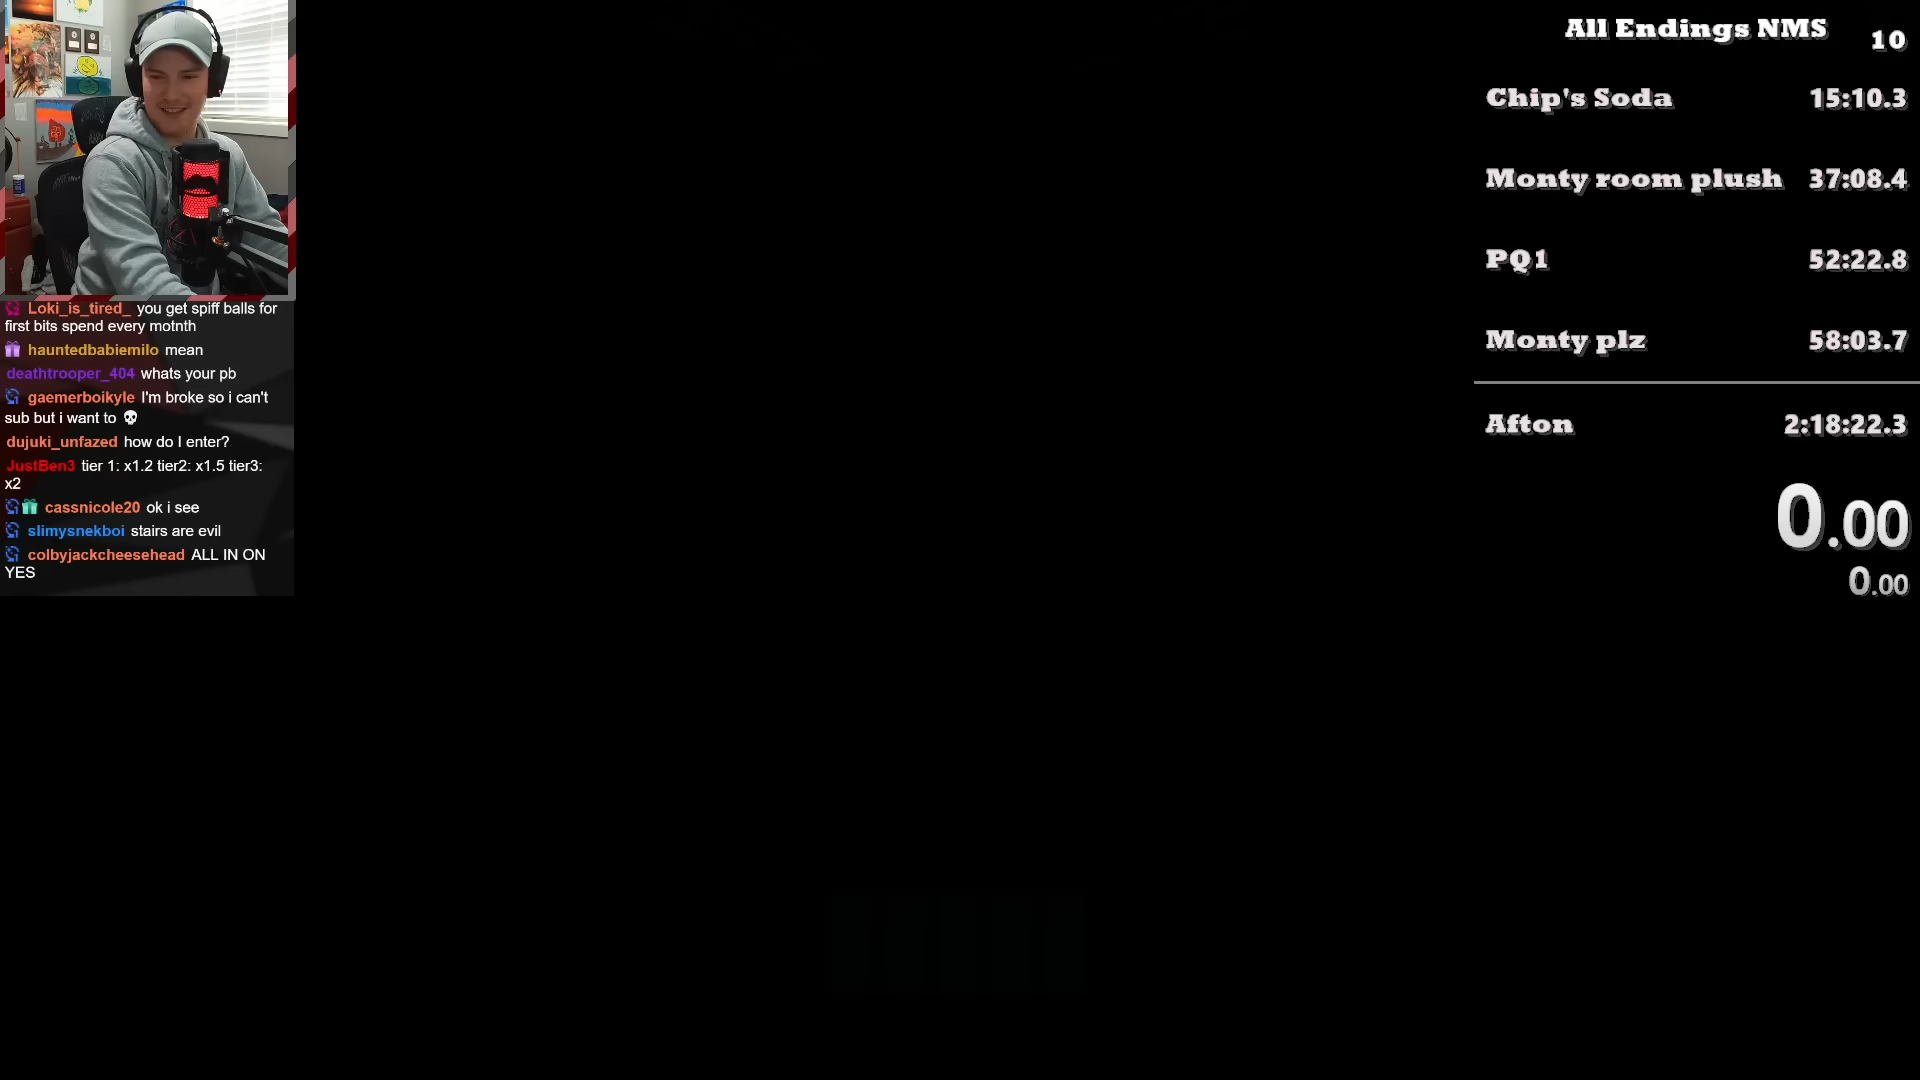 Loki_is_tired_ you get spiff balls for
first bits spend every motnth
hauntedbabiemilo mean
deathtrooper_404 whats your pb
gaemerboikyle I'm broke so i can't
sub but i want to 💀
dujuki_unfazed how do I enter?
JustBen3 tier 1: x1.2 tier2: x1.5 tier3:
x2
cassnicole20 ok i see
slimysnekboi stairs are evil
colbyjackcheesehead ALL IN ON
YES
All Endings NMS 10
Chip's Soda 15:10.3
Monty room plush 37:08.4
PQ1 52:22.8
Monty plz 58:03.7
Afton 2:18:22.3
0.00
0.00